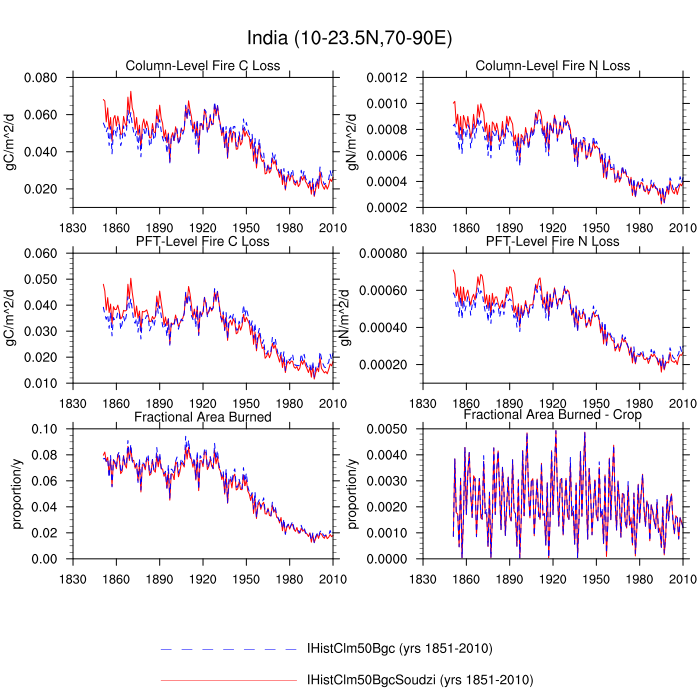 India (10-23.5N,70-90E)
Column-Level Fire C Loss
Column-Level Fire N Loss
gC/m^2/d
0.080
0.060
0.040
0.020
1830 1860 1890 1920 1950 1980 2010
gN/m^2/d
0.0012
0.0010
0.0008
0.0006
0.0004
0.0002
1830 1860 1890 1920 1950 1980 2010
PFT-Level Fire C Loss
PFT-Level Fire N Loss
gC/m^2/d
0.060
0.050
0.040
0.030
0.020
0.010
1830 1860 1890 1920 1950 1980 2010
gN/m^2/d
0.00080
0.00060
0.00040
0.00020
1830 1860 1890 1920 1950 1980 2010
Fractional Area Burned
Fractional Area Burned - Crop
proportion/y
0.10
0.08
0.06
0.04
0.02
0.00
1830 1860 1890 1920 1950 1980 2010
proportion/y
0.0050
0.0040
0.0030
0.0020
0.0010
0.0000
1830 1860 1890 1920 1950 1980 2010
IHistClm50Bgc (yrs 1851-2010)
IHistClm50BgcSoudzi (yrs 1851-2010)